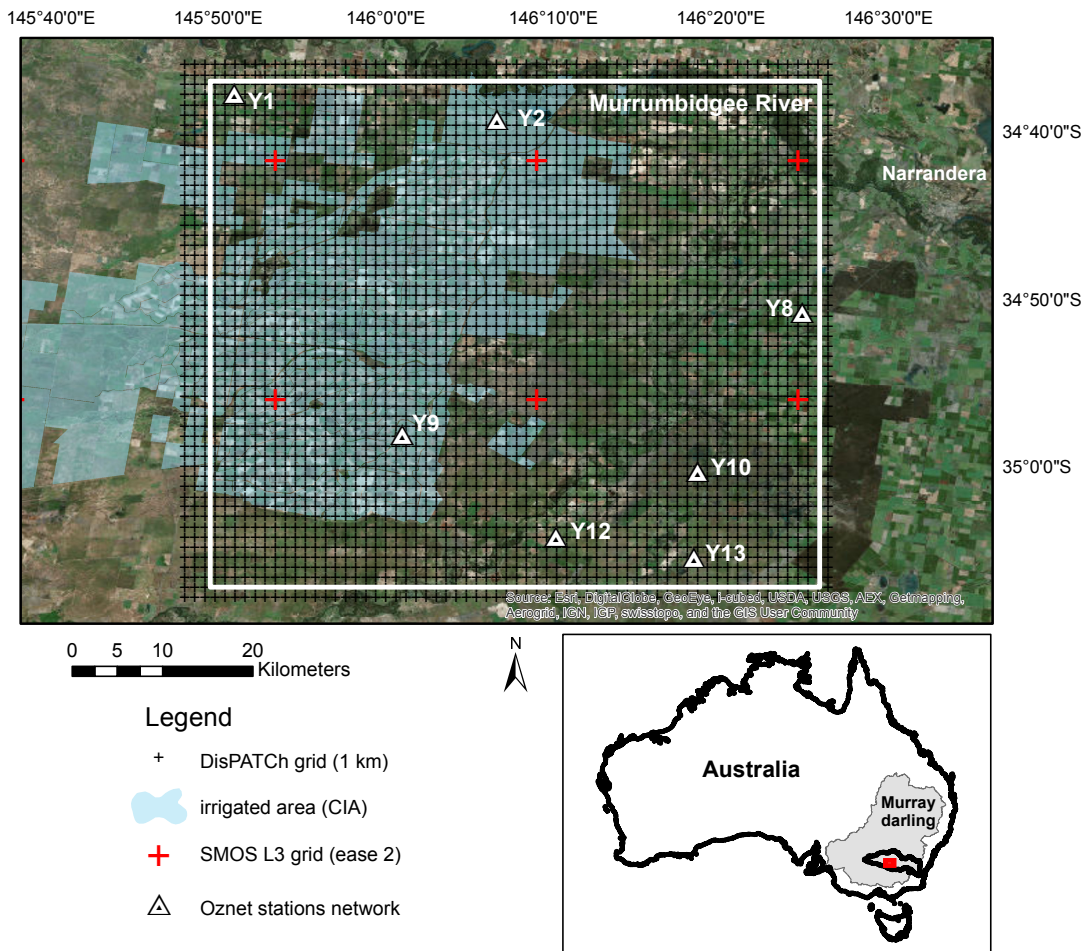 145°40'0"E 145°50'0"E 146°0'0"E 146°10'0"E 146°20'0"E 146°30'0"E
Y1
Murrumbidgee River
Y2
34°40'0"S
Narrandera
34°50'0"S
Y8
Y9
35°0'0"S
Y10
Y12
Y13
Source: Esri, DigitalGlobe, GeoEye, i-cubed, USDA, USGS, AEX, Getmapping,
Aerogrid, IGN, IGP, swisstopo, and the GIS User Community
0 5 10 20
Kilometers
N
Legend
DisPATCh grid (1 km)
irrigated area (CIA)
SMOS L3 grid (ease 2)
Oznet stations network
Australia
Murray
darling